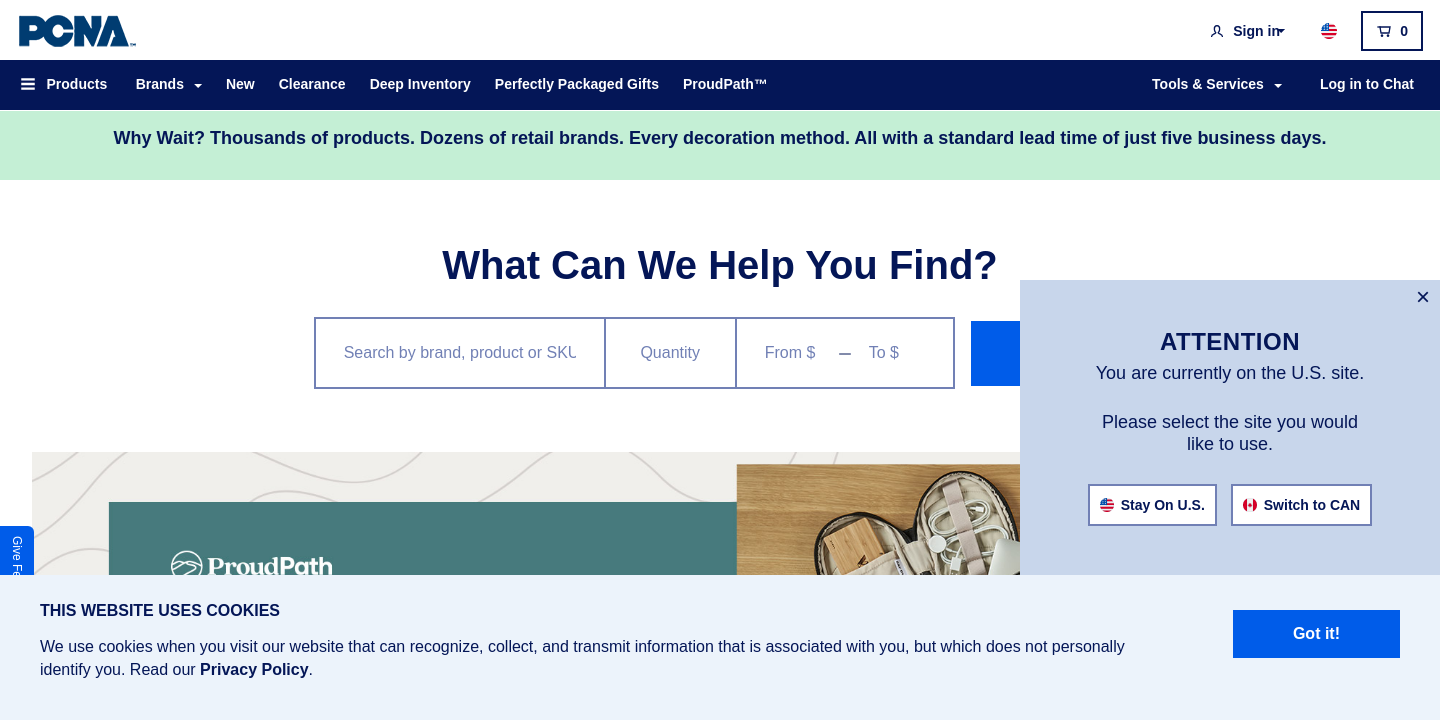 PCNA
Sign in
0
Products
Brands
New
Clearance
Deep Inventory
Perfectly Packaged Gifts
ProudPath™
Tools & Services
Log in to Chat
Why Wait? Thousands of products. Dozens of retail brands. Every decoration method. All with a standard lead time of just five business days.
What Can We Help You Find?
Search by brand, product or SKU
Quantity
From $
–
To $
×
ATTENTION
You are currently on the U.S. site.
Please select the site you would
like to use.
Stay On U.S.
Switch to CAN
ProudPath
Give Fe
THIS WEBSITE USES COOKIES
We use cookies when you visit our website that can recognize, collect, and transmit information that is associated with you, but which does not personally
identify you. Read our Privacy Policy.
Got it!